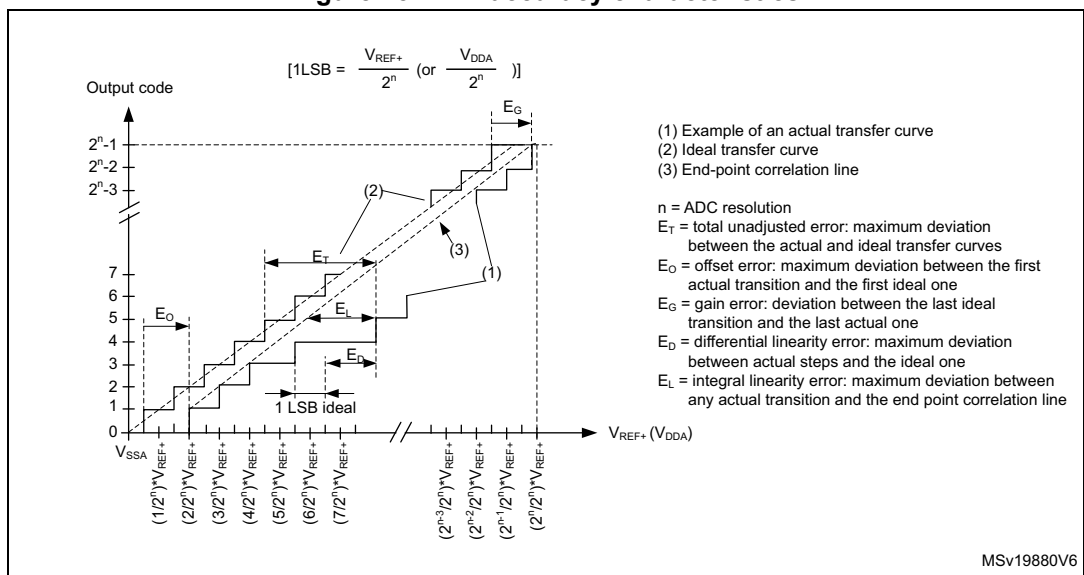 [1LSB = V_REF+ / 2^n (or V_DDA / 2^n )]
Output code
E_G
2^n-1
2^n-2
2^n-3
(2)
(3)
(1)
7
6
5
4
3
2
1
0
E_T
E_O
E_L
E_D
1 LSB ideal
V_SSA
(1/2^n)*V_REF+
(2/2^n)*V_REF+
(3/2^n)*V_REF+
(4/2^n)*V_REF+
(5/2^n)*V_REF+
(6/2^n)*V_REF+
(7/2^n)*V_REF+
(2^n-3/2^n)*V_REF+
(2^n-2/2^n)*V_REF+
(2^n-1/2^n)*V_REF+
(2^n/2^n)*V_REF+
V_REF+ (V_DDA)
(1) Example of an actual transfer curve
(2) Ideal transfer curve
(3) End-point correlation line
n = ADC resolution
E_T = total unadjusted error: maximum deviation
between the actual and ideal transfer curves
E_O = offset error: maximum deviation between the first
actual transition and the first ideal one
E_G = gain error: deviation between the last ideal
transition and the last actual one
E_D = differential linearity error: maximum deviation
between actual steps and the ideal one
E_L = integral linearity error: maximum deviation between
any actual transition and the end point correlation line
MSv19880V6